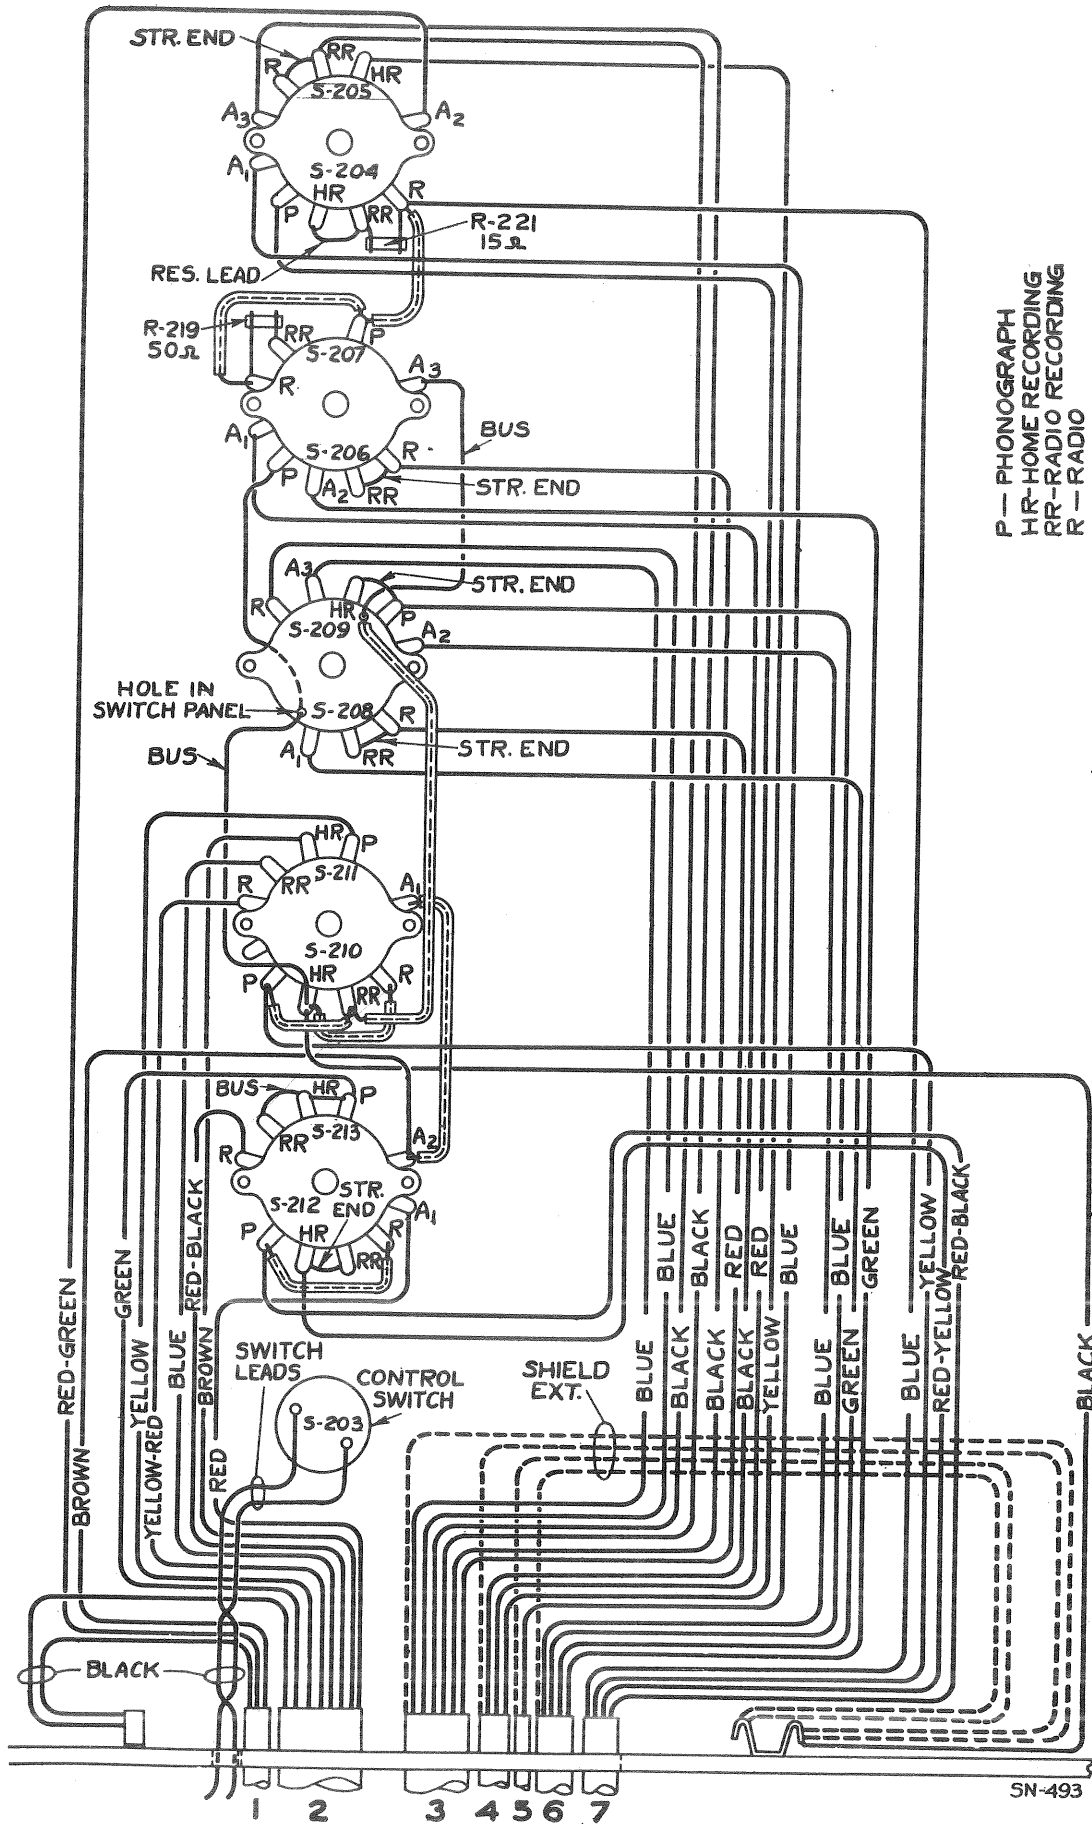 STR. END
RR
R
HR
S-205
A3
A2
A1
S-204
HR
R
P
RR
R-221
15Ω
RES. LEAD
R-219
50Ω
RR
P
S-207
A3
R
A1
BUS
S-206
R
P
A2
RR
STR. END
A3
STR. END
R
HR
P
S-209
A2
HOLE IN
SWITCH PANEL
S-208
R
A1
RR
STR. END
BUS
HR
P
S-211
RR
R
A1
S-210
P
HR
RR
R
BUS
HR
P
S-213
RR
R
A2
STR.
END
S-212
A1
P
HR
RR
R
P — PHONOGRAPH
HR-HOME RECORDING
RR-RADIO RECORDING
R — RADIO
RED-GREEN
BROWN
GREEN
YELLOW
YELLOW-RED
BLUE
RED-BLACK
BROWN
RED
SWITCH
LEADS
CONTROL
SWITCH
S-203
SHIELD
EXT.
BLUE
BLUE
BLACK
BLACK
BLACK
RED
BLACK
RED
YELLOW
BLUE
BLUE
BLUE
GREEN
GREEN
BLUE
YELLOW
RED-YELLOW
RED-BLACK
BLACK
BLACK
1
2
3
4
5
6
7
SN-493